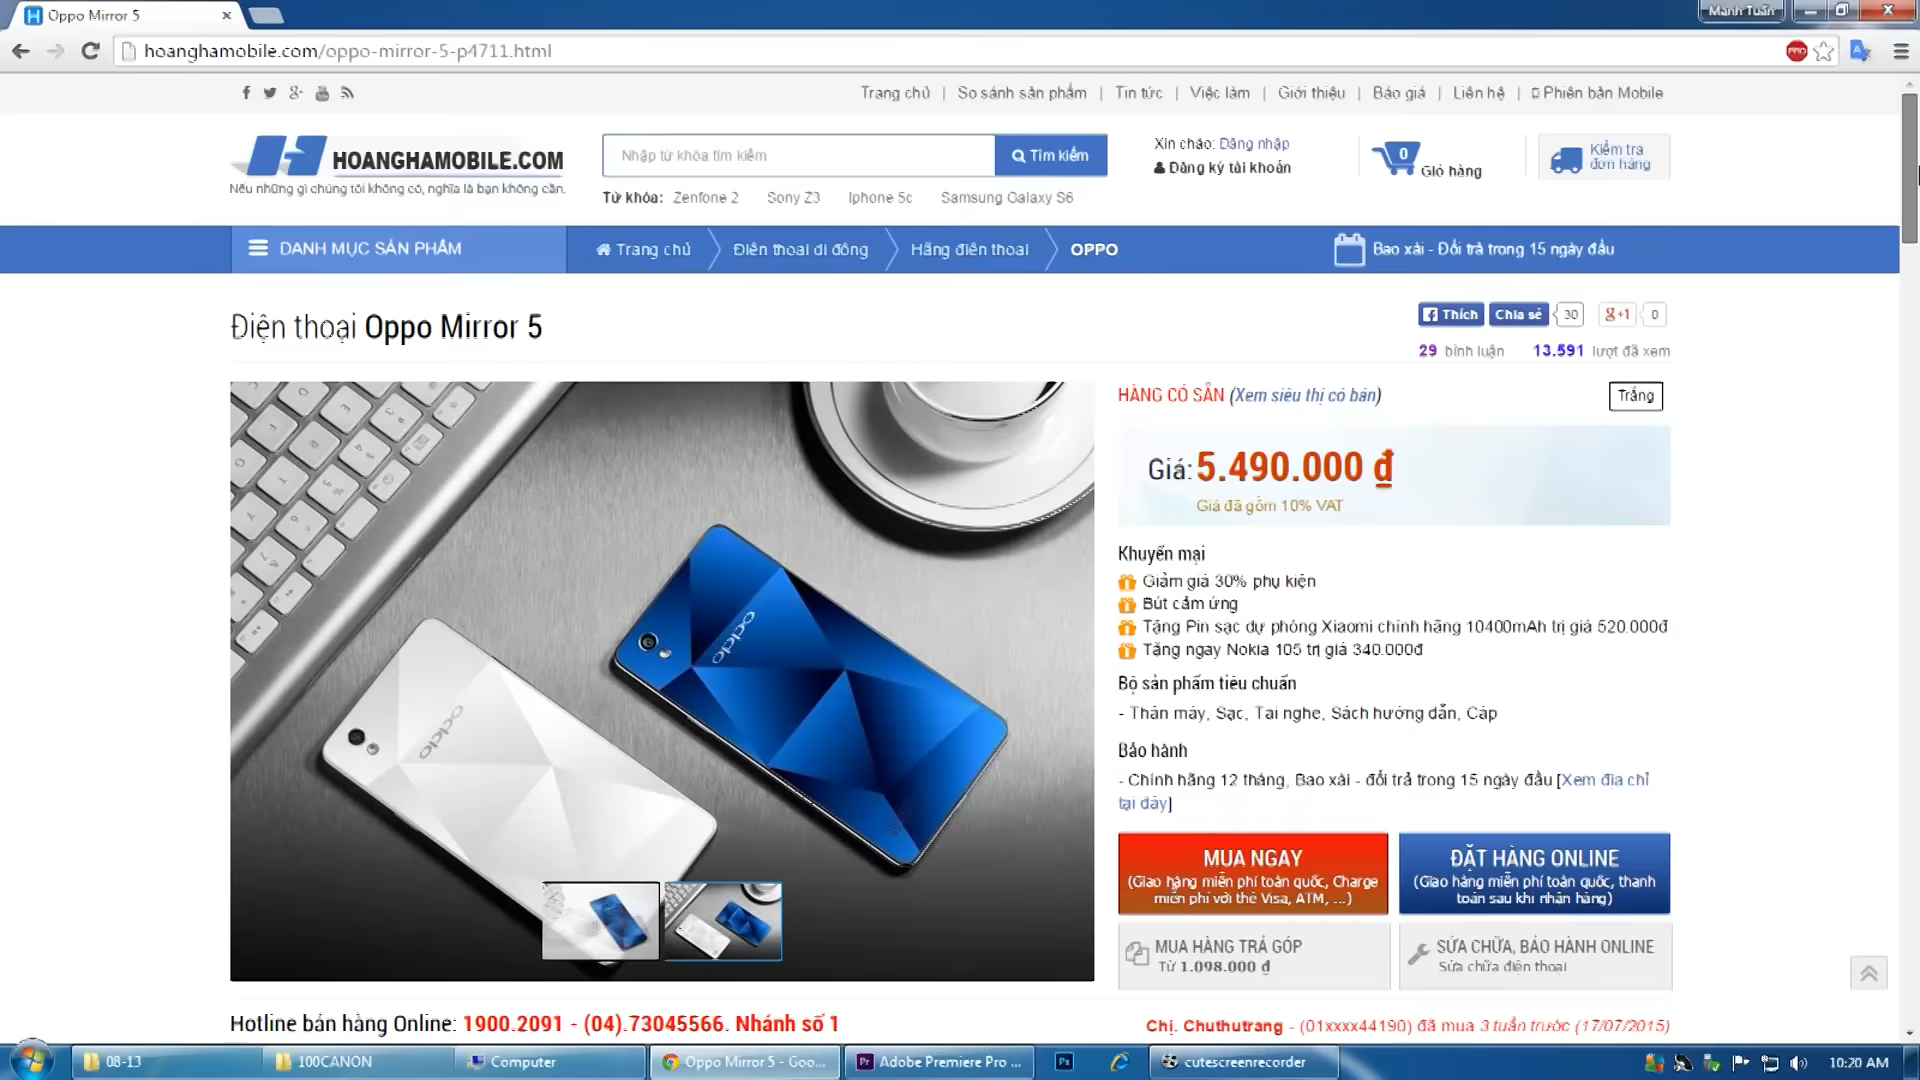 Oppo Mirror 5
Manh Tuấn
hoanghamobile.com/oppo-mirror-5-p4711.html
Trang chủ | So sánh sản phẩm | Tin tức | Việc làm | Giới thiệu | Báo giá | Liên hệ | Phiên bản Mobile
HOANGHAMOBILE.COM
Nếu những gì chúng tôi không có, nghĩa là bạn không cần.
Nhập từ khóa tìm kiếm
Tìm kiếm
Từ khóa: Zenfone 2 Sony Z3 Iphone 5c Samsung Galaxy S6
Xin chào: Đăng nhập
Đăng ký tài khoản
0
Giỏ hàng
Kiểm tra
đơn hàng
DANH MỤC SẢN PHẨM
Trang chủ
Điện thoại di động
Hãng điện thoại
OPPO
Bao xài - Đổi trả trong 15 ngày đầu
Điện thoại Oppo Mirror 5
Thích
Chia sẻ
30
g+1
0
29 bình luận
13.591 lượt đã xem
oppo
oppo
HÀNG CÓ SẴN (Xem siêu thị có bán)
Trắng
Giá: 5.490.000 ₫
Giá đã gồm 10% VAT
Khuyến mại
Giảm giá 30% phụ kiện
Bút cảm ứng
Tặng Pin sạc dự phòng Xiaomi chính hãng 10400mAh trị giá 520.000đ
Tặng ngay Nokia 105 trị giá 340.000đ
Bộ sản phẩm tiêu chuẩn
- Thân máy, Sạc, Tai nghe, Sách hướng dẫn, Cáp
Bảo hành
- Chính hãng 12 tháng, Bao xài - đổi trả trong 15 ngày đầu [Xem địa chỉ
tại đây]
MUA NGAY
(Giao hàng miễn phí toàn quốc, Charge
miễn phí với thẻ Visa, ATM, ...)
ĐẶT HÀNG ONLINE
(Giao hàng miễn phí toàn quốc, thanh
toán sau khi nhận hàng)
MUA HÀNG TRẢ GÓP
Từ 1.098.000 ₫
SỬA CHỮA, BẢO HÀNH ONLINE
Sửa chữa điện thoại
Hotline bán hàng Online: 1900.2091 - (04).73045566. Nhánh số 1
Chị. Chuthutrang - (01xxxx44190) đã mua 3 tuần trước (17/07/2015)
08-13
100CANON
Computer
Oppo Mirror 5 - Goo...
Pr Adobe Premiere Pro ...
Ps
cutescreenrecorder
10:20 AM